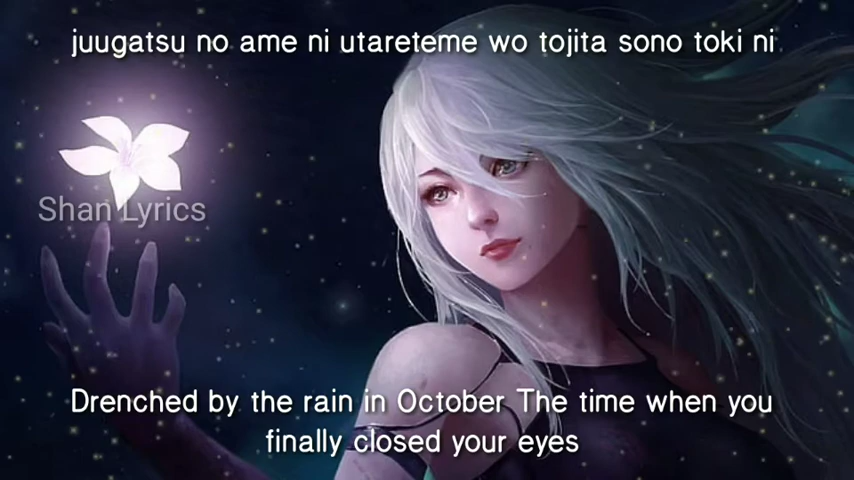 juugatsu no ame ni utareteme wo tojita sono toki ni
Shan Lyrics
Drenched by the rain in October The time when you
finally closed your eyes